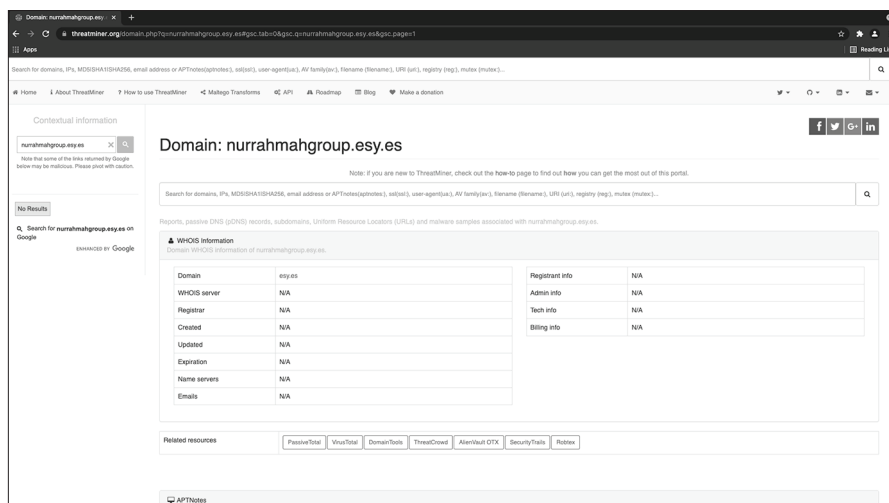 Domain: nurrahmahgroup.esy.e
threatminer.org/domain.php?q=nurrahmahgroup.esy.es#gsc.tab=0&gsc.q=nurrahmahgroup.esy.es&gsc.page=1
Apps
Reading Li
Search for domains, IPs, MD5|SHA1|SHA256, email address or APTnotes(aptnotes:), ssl(ssl:), user-agent(ua:), AV family(av:), filename (filename:), URI (uri:), registry (reg:), mutex (mutex:)...
Home About ThreatMiner ? How to use ThreatMiner Maltego Transforms API Roadmap Blog Make a donation
Contextual information
nurrahmahgroup.esy.es
Note that some of the links returned by Google
below may be malicious. Please pivot with caution.
No Results
Search for nurrahmahgroup.esy.es on
Google
ENHANCED BY Google
f G+ in
Domain: nurrahmahgroup.esy.es
Note: if you are new to ThreatMiner, check out the how-to page to find out how you can get the most out of this portal.
Search for domains, IPs, MD5|SHA1|SHA256, email address or APTnotes(aptnotes:), ssl(ssl:), user-agent(ua:), AV family(av:), filename (filename:), URI (uri:), registry (reg:), mutex (mutex:)...
Reports, passive DNS (pDNS) records, subdomains, Uniform Resource Locators (URLs) and malware samples associated with nurrahmahgroup.esy.es.
WHOIS Information
Domain WHOIS information of nurrahmahgroup.esy.es.
Domain esy.es
WHOIS server N/A
Registrar N/A
Created N/A
Updated N/A
Expiration N/A
Name servers N/A
Emails N/A
Registrant info N/A
Admin info N/A
Tech info N/A
Billing info N/A
Related resources PassiveTotal VirusTotal DomainTools ThreatCrowd AlienVault OTX SecurityTrails Robtex
APTNotes